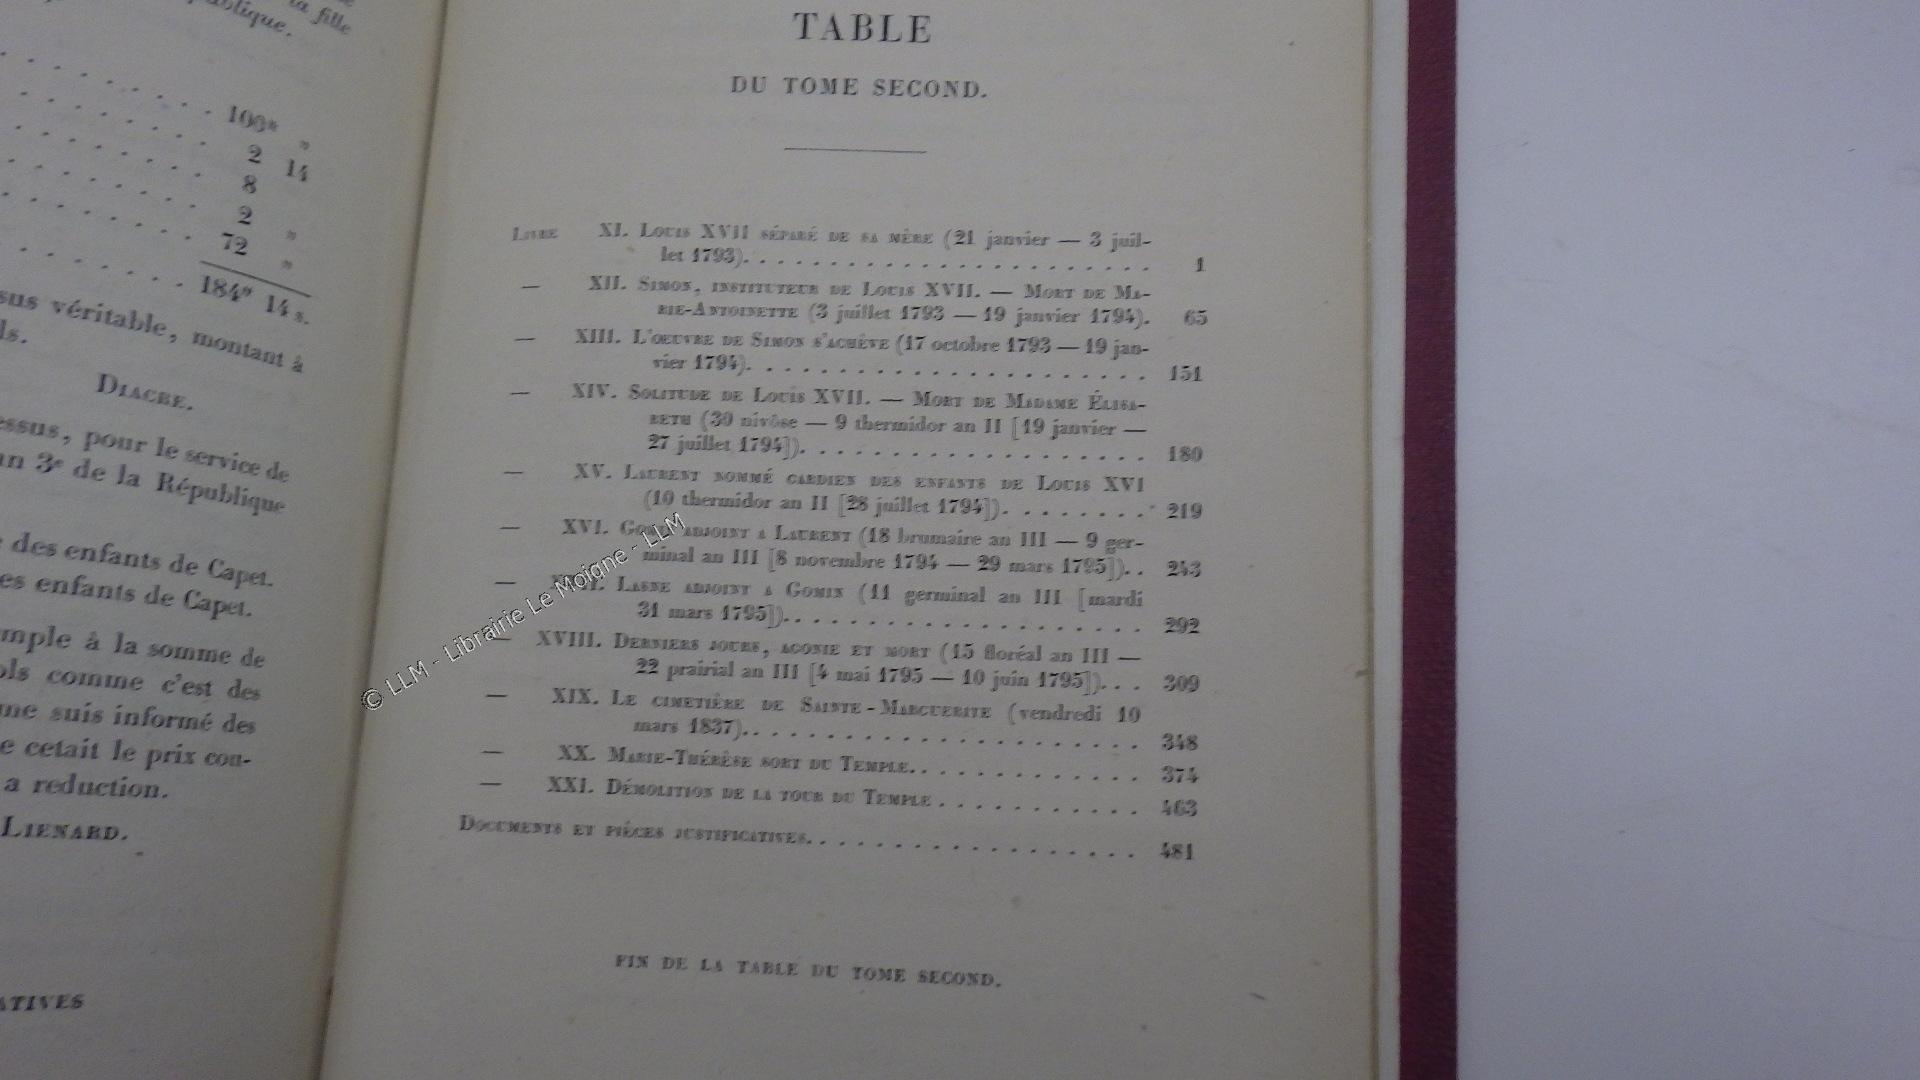 la fille
publique.
100tt "
2 14
8
2 "
72 "
184tt 14 s.
sus véritable, montant à
ls.
DIACRE.
essus, pour le service de
an 3e de la République
des enfants de Capet.
es enfants de Capet.
mple à la somme de
ols comme c'est des
me suis informé des
e cetait le prix cou-
a reduction.
LIENARD.
ATIVES
TABLE
DU TOME SECOND.
LIVRE XI. LOUIS XVII SÉPARÉ DE SA MÈRE (21 janvier — 3 juil-
let 1793). . . . . . . . . . . . . . . . . . . . . . . 1
— XII. SIMON, INSTITUTEUR DE LOUIS XVII. — MORT DE MA-
RIE-ANTOINETTE (3 juillet 1793 — 19 janvier 1794). 65
— XIII. L'ŒUVRE DE SIMON S'ACHÈVE (17 octobre 1793 — 19 jan-
vier 1794). . . . . . . . . . . . . . . . . . . . . . . 151
— XIV. SOLITUDE DE LOUIS XVII. — MORT DE MADAME ÉLISA-
BETH (30 nivôse — 9 thermidor an II [19 janvier —
27 juillet 1794]). . . . . . . . . . . . . . . . . . . 180
— XV. LAURENT NOMMÉ GARDIEN DES ENFANTS DE LOUIS XVI
(10 thermidor an II [28 juillet 1794]). . . . . . . . 219
— XVI. GOMIN ADJOINT A LAURENT (18 brumaire an III — 9 ger-
minal an III [8 novembre 1794 — 29 mars 1795]). . 243
— XVII. LASNE ADJOINT A GOMIN (11 germinal an III [mardi
31 mars 1795]). . . . . . . . . . . . . . . . . . . . 292
— XVIII. DERNIERS JOURS, AGONIE ET MORT (15 floréal an III —
22 prairial an III [4 mai 1795 — 10 juin 1795]). . . 309
— XIX. LE CIMETIÈRE DE SAINTE-MARGUERITE (vendredi 10
mars 1837). . . . . . . . . . . . . . . . . . . . . . 348
— XX. MARIE-THÉRÈSE SORT DU TEMPLE. . . . . . . . . . . . 374
— XXI. DÉMOLITION DE LA TOUR DU TEMPLE . . . . . . . . . . 463
DOCUMENTS ET PIÈCES JUSTIFICATIVES. . . . . . . . . . . . . . . . . 481
FIN DE LA TABLE DU TOME SECOND.
© LLM - Librairie Le Moigne - LLM